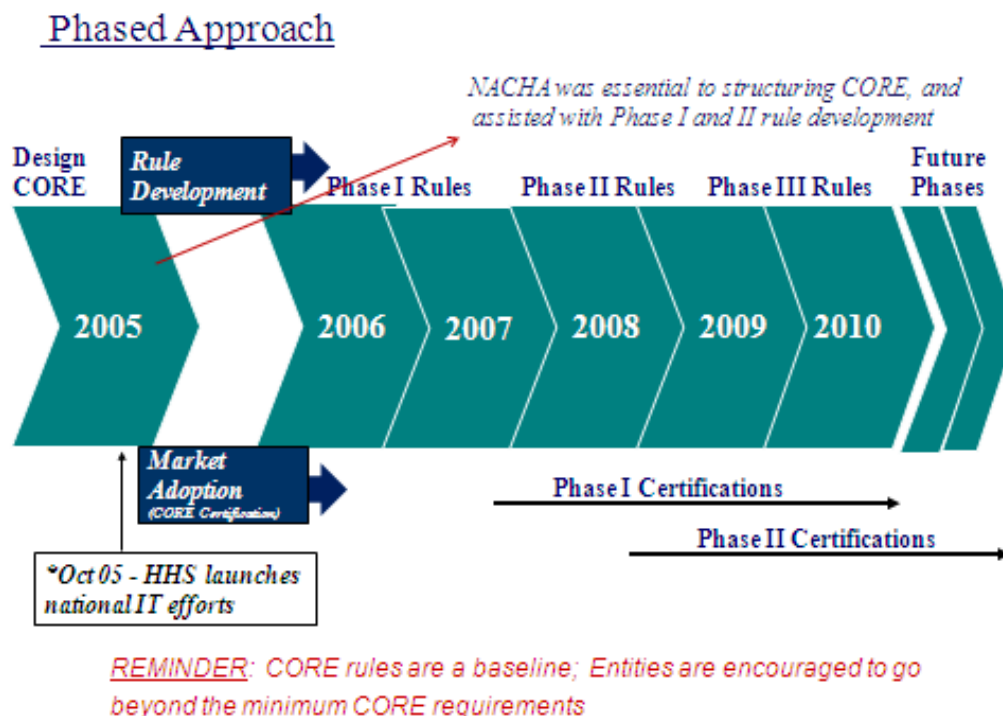 Phased Approach
NACHA was essential to structuring CORE, and
assisted with Phase I and II rule development
Design
CORE
Rule
Development
Phase I Rules
Phase II Rules
Phase III Rules
Future
Phases
2005
2006
2007
2008
2009
2010
Market
Adoption
(CORE Certification)
Phase I Certifications
Phase II Certifications
*Oct 05 - HHS launches
national IT efforts
REMINDER: CORE rules are a baseline; Entities are encouraged to go
beyond the minimum CORE requirements